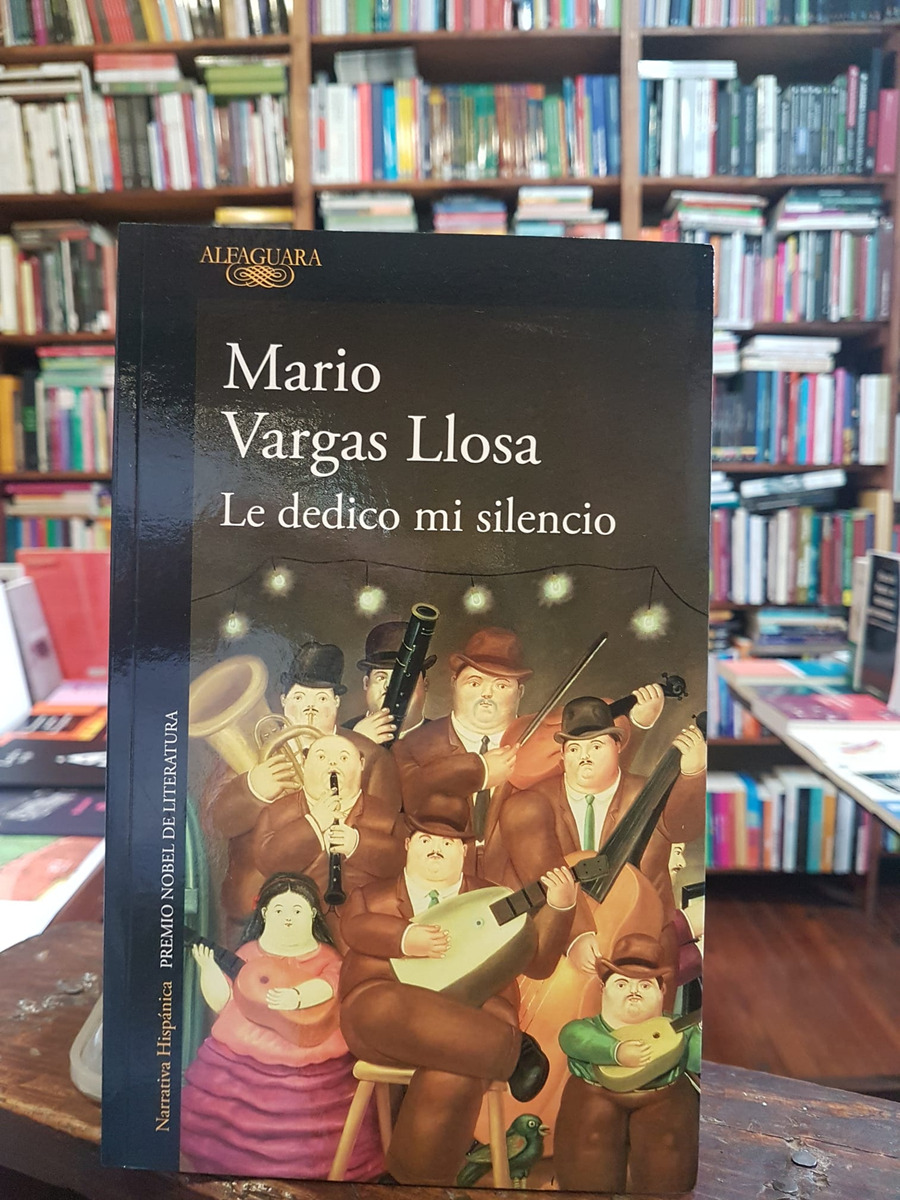 ALFAGUARA
Mario
Vargas Llosa
Le dedico mi silencio
Narrativa Hispánica PREMIO NOBEL DE LITERATURA